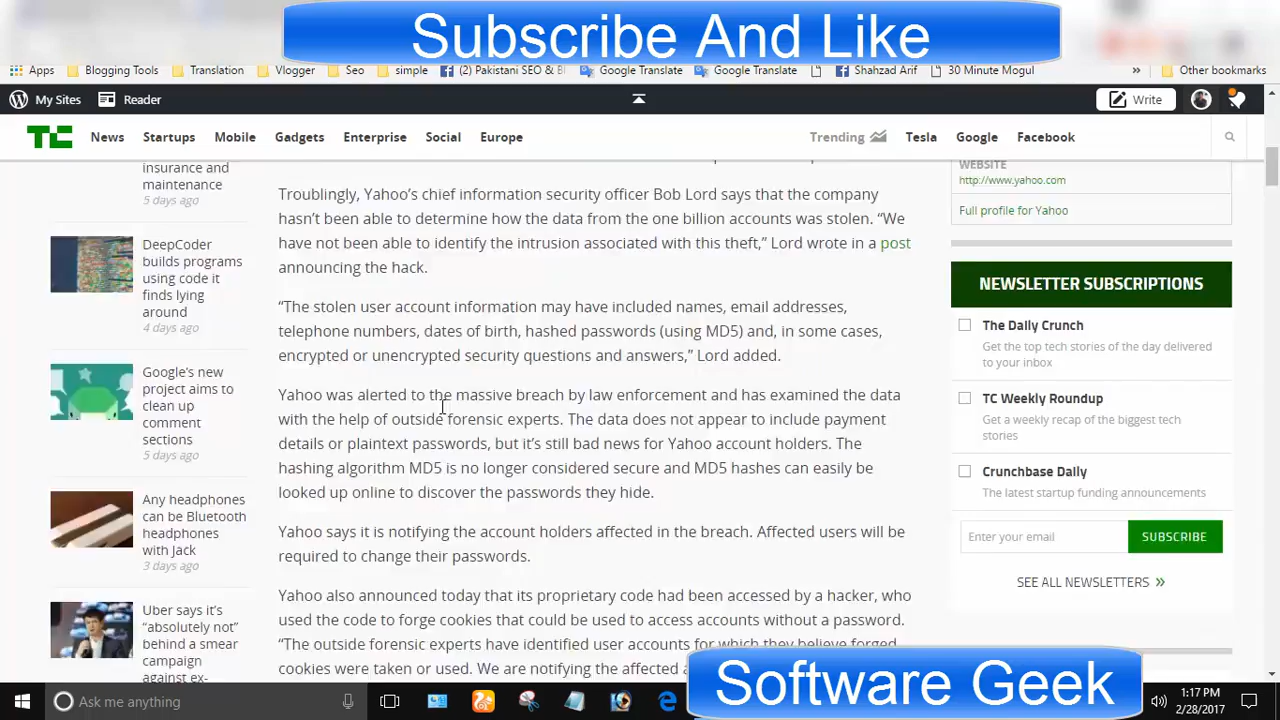 Subscribe And Like
Apps Blogging Tools Translation Vlogger Seo simple (2) Pakistani SEO & Bl Google Translate Google Translate Shahzad Arif 30 Minute Mogul » Other bookmarks
My Sites Reader Write
TC News Startups Mobile Gadgets Enterprise Social Europe Trending Tesla Google Facebook
insurance and
maintenance
5 days ago
DeepCoder
builds programs
using code it
finds lying
around
4 days ago
Google's new
project aims to
clean up
comment
sections
5 days ago
Any headphones
can be Bluetooth
headphones
with Jack
3 days ago
Uber says it's
“absolutely not”
behind a smear
campaign
against ex-
Troublingly, Yahoo's chief information security officer Bob Lord says that the company
hasn't been able to determine how the data from the one billion accounts was stolen. “We
have not been able to identify the intrusion associated with this theft,” Lord wrote in a post
announcing the hack.
“The stolen user account information may have included names, email addresses,
telephone numbers, dates of birth, hashed passwords (using MD5) and, in some cases,
encrypted or unencrypted security questions and answers,” Lord added.
Yahoo was alerted to the massive breach by law enforcement and has examined the data
with the help of outside forensic experts. The data does not appear to include payment
details or plaintext passwords, but it's still bad news for Yahoo account holders. The
hashing algorithm MD5 is no longer considered secure and MD5 hashes can easily be
looked up online to discover the passwords they hide.
Yahoo says it is notifying the account holders affected in the breach. Affected users will be
required to change their passwords.
Yahoo also announced today that its proprietary code had been accessed by a hacker, who
used the code to forge cookies that could be used to access accounts without a password.
“The outside forensic experts have identified user accounts for which they believe forged
cookies were taken or used. We are notifying the affected a
WEBSITE
http://www.yahoo.com
Full profile for Yahoo
NEWSLETTER SUBSCRIPTIONS
The Daily Crunch
Get the top tech stories of the day delivered
to your inbox
TC Weekly Roundup
Get a weekly recap of the biggest tech
stories
Crunchbase Daily
The latest startup funding announcements
Enter your email SUBSCRIBE
SEE ALL NEWSLETTERS »
Software Geek
Ask me anything
1:17 PM
2/28/2017